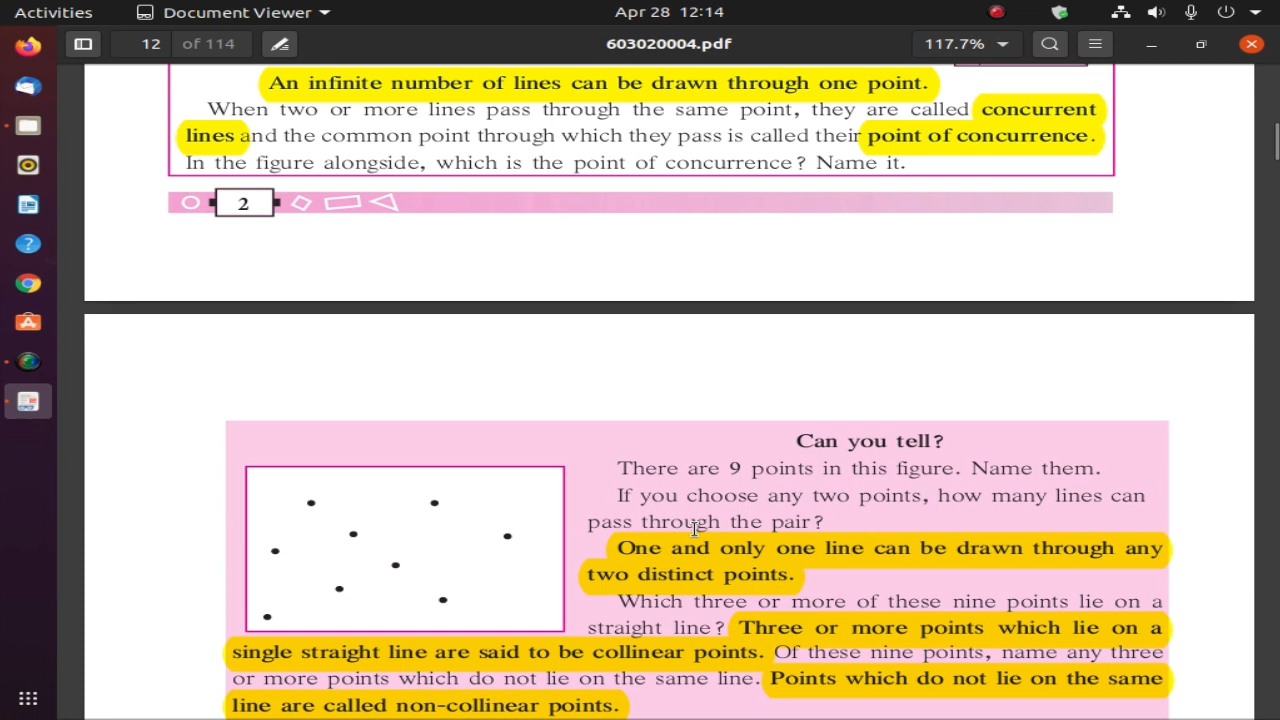 Activities Document Viewer Apr 28 12:14
12 of 114 603020004.pdf 117.7%
An infinite number of lines can be drawn through one point.
When two or more lines pass through the same point, they are called concurrent
lines and the common point through which they pass is called their point of concurrence.
In the figure alongside, which is the point of concurrence? Name it.
2
Can you tell?
There are 9 points in this figure. Name them.
If you choose any two points, how many lines can
pass through the pair?
One and only one line can be drawn through any
two distinct points.
Which three or more of these nine points lie on a
straight line? Three or more points which lie on a
single straight line are said to be collinear points. Of these nine points, name any three
or more points which do not lie on the same line. Points which do not lie on the same
line are called non-collinear points.